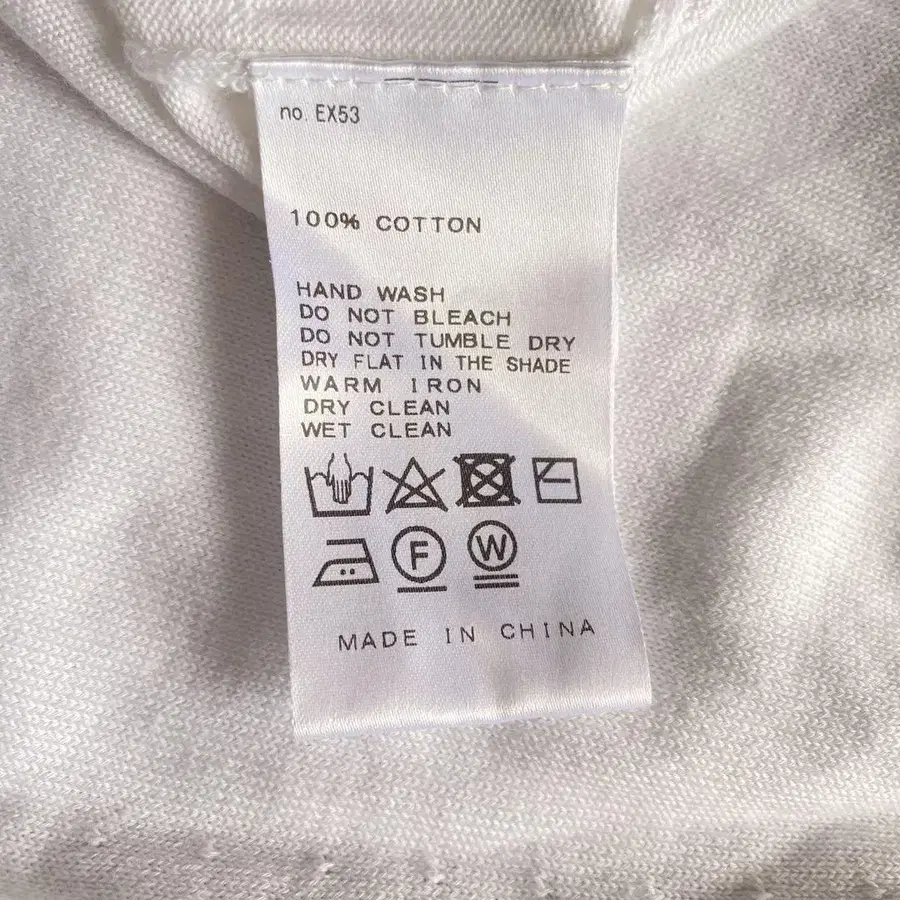 no. EX53
100% COTTON
HAND WASH
DO NOT BLEACH
DO NOT TUMBLE DRY
DRY FLAT IN THE SHADE
WARM IRON
DRY CLEAN
WET CLEAN
F W
MADE IN CHINA